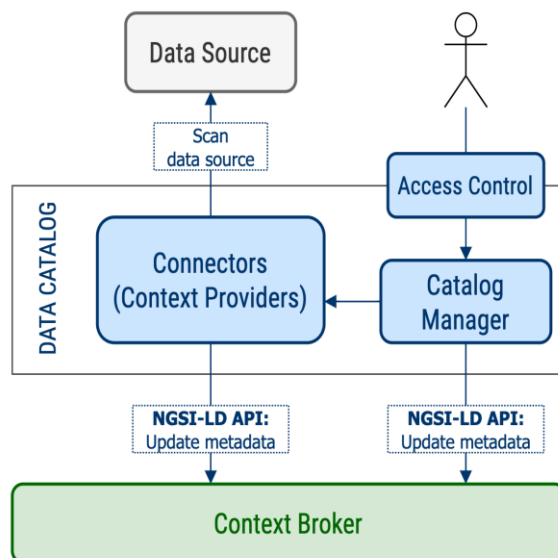 Data Source
Scan
data source
Access Control
DATA CATALOG
Connectors
(Context Providers)
Catalog
Manager
NGSI-LD API:
Update metadata
NGSI-LD API:
Update metadata
Context Broker